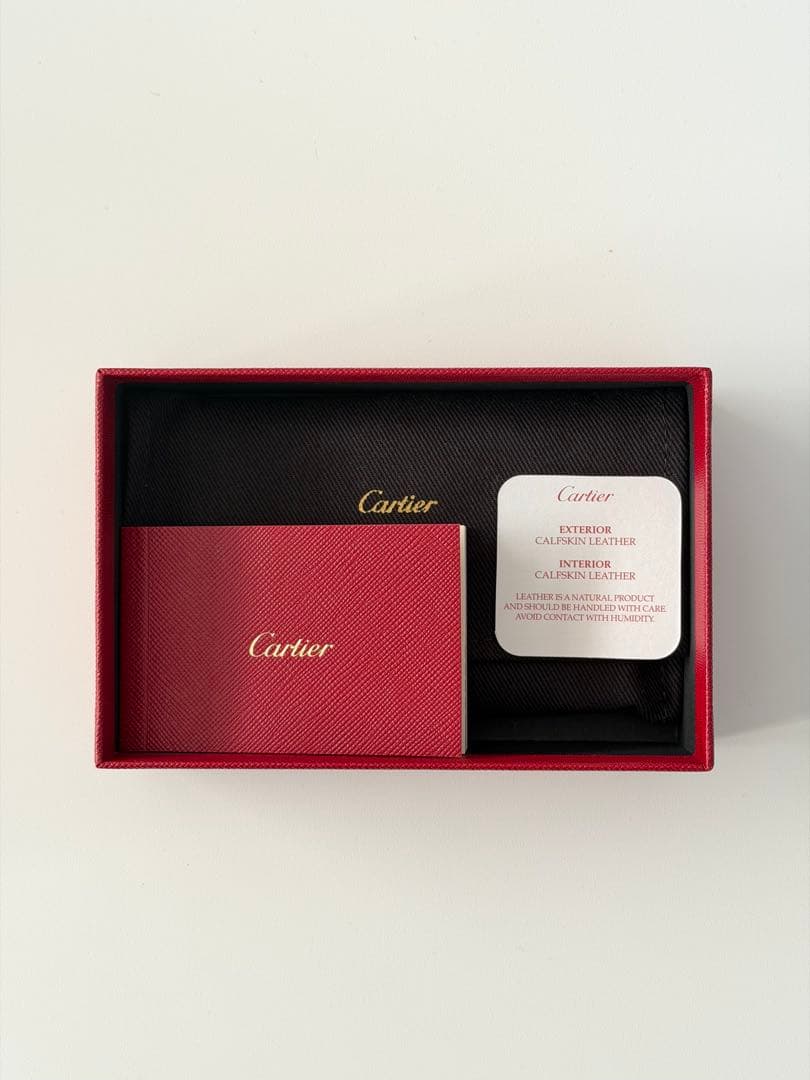 Cartier
Cartier
Cartier
EXTERIOR
CALFSKIN LEATHER
INTERIOR
CALFSKIN LEATHER
LEATHER IS A NATURAL PRODUCT
AND SHOULD BE HANDLED WITH CARE.
AVOID CONTACT WITH HUMIDITY.